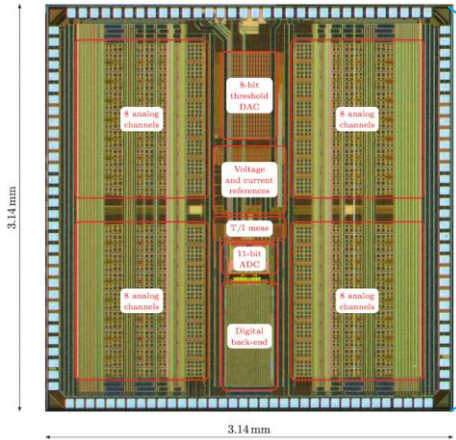 8-bit
threshold
DAC
8 analog
channels
8 analog
channels
Voltage
and current
references
3.14 mm
T/I meas
11-bit
ADC
8 analog
channels
8 analog
channels
Digital
back-end
3.14 mm